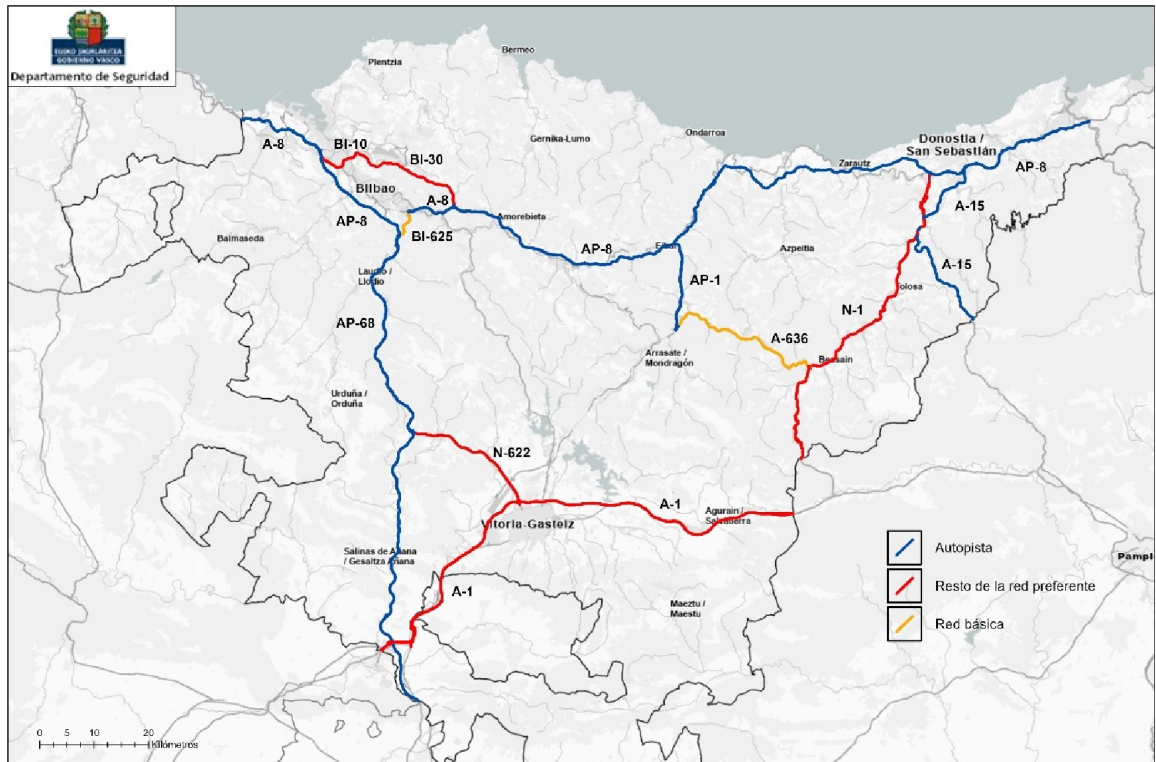 EUSKO JAURLARITZA
GOBIERNO VASCO
Departamento de Seguridad
Bermeo
Plentzia
Ondarroa
Gernika-Lumo
Donostia /
San Sebastián
A-8
BI-10
BI-30
Zarautz
AP-8
Bilbao
A-8
A-15
AP-8
Amorebieta
BI-625
Balmaseda
AP-8
Eibar
Azpeitia
A-15
Laudio /
Llodio
AP-1
Tolosa
N-1
AP-68
A-636
Arrasate /
Mondragón
Beasain
Urduña /
Orduña
N-622
A-1
Agurain /
Salvatierra
Vitoria-Gasteiz
Salinas de Añana
/ Gesaltza Añana
A-1
Maeztu /
Maestu
Pampl
Autopista
Resto de la red preferente
Red básica
0 5 10 20
Kilómetros